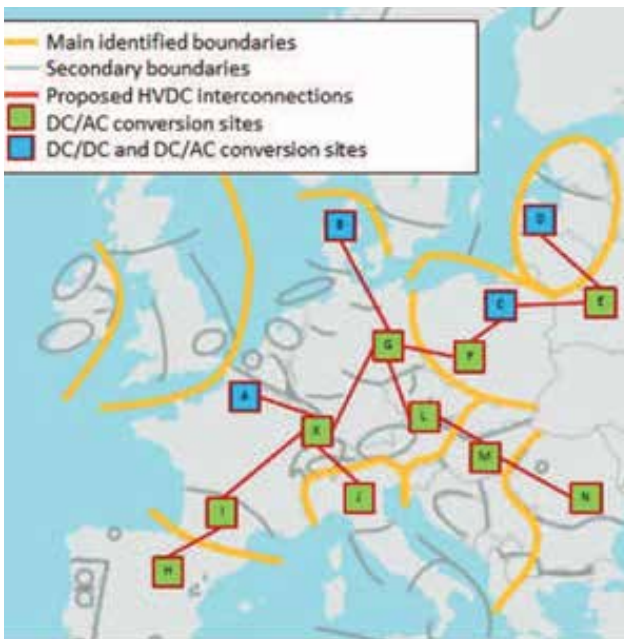 Main identified boundaries
Secondary boundaries
Proposed HVDC interconnections
DC/AC conversion sites
DC/DC and DC/AC conversion sites
B
D
C
E
G
F
A
K
L
M
I
J
N
H